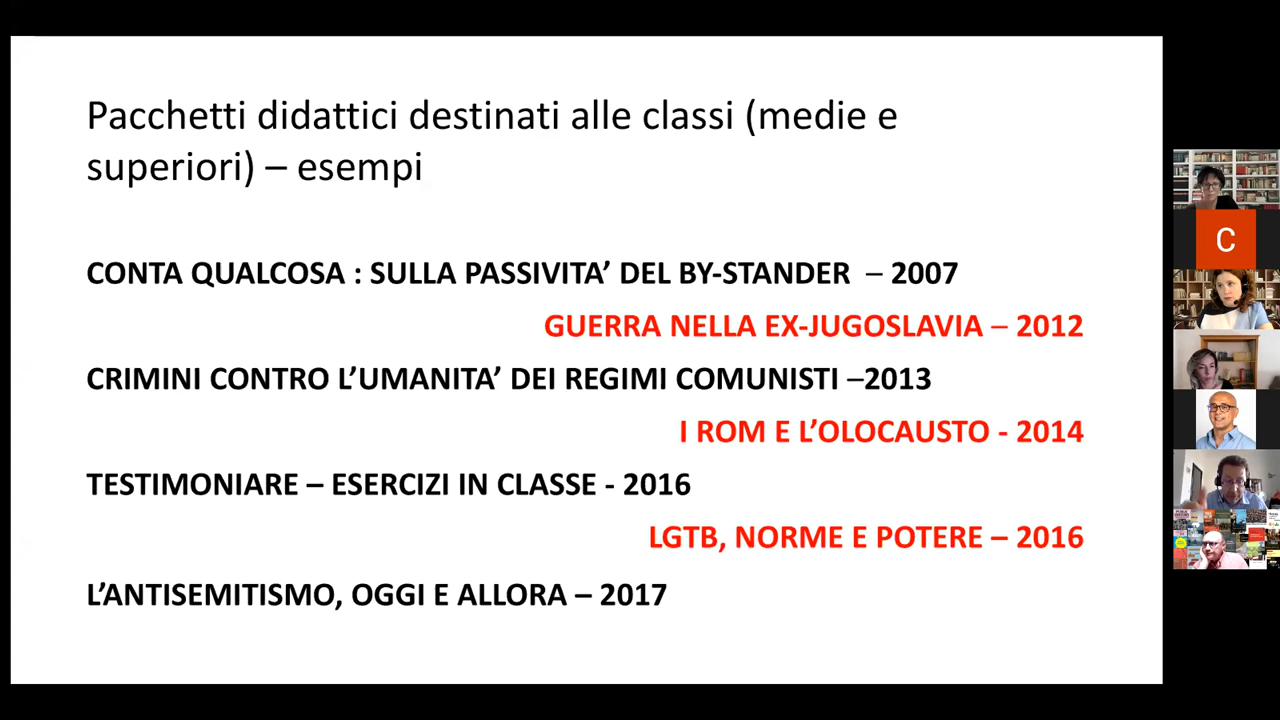 Pacchetti didattici destinati alle classi (medie e
superiori) – esempi
CONTA QUALCOSA : SULLA PASSIVITA’ DEL BY-STANDER – 2007
GUERRA NELLA EX-JUGOSLAVIA – 2012
CRIMINI CONTRO L’UMANITA’ DEI REGIMI COMUNISTI –2013
I ROM E L’OLOCAUSTO - 2014
TESTIMONIARE – ESERCIZI IN CLASSE - 2016
LGTB, NORME E POTERE – 2016
L’ANTISEMITISMO, OGGI E ALLORA – 2017
C